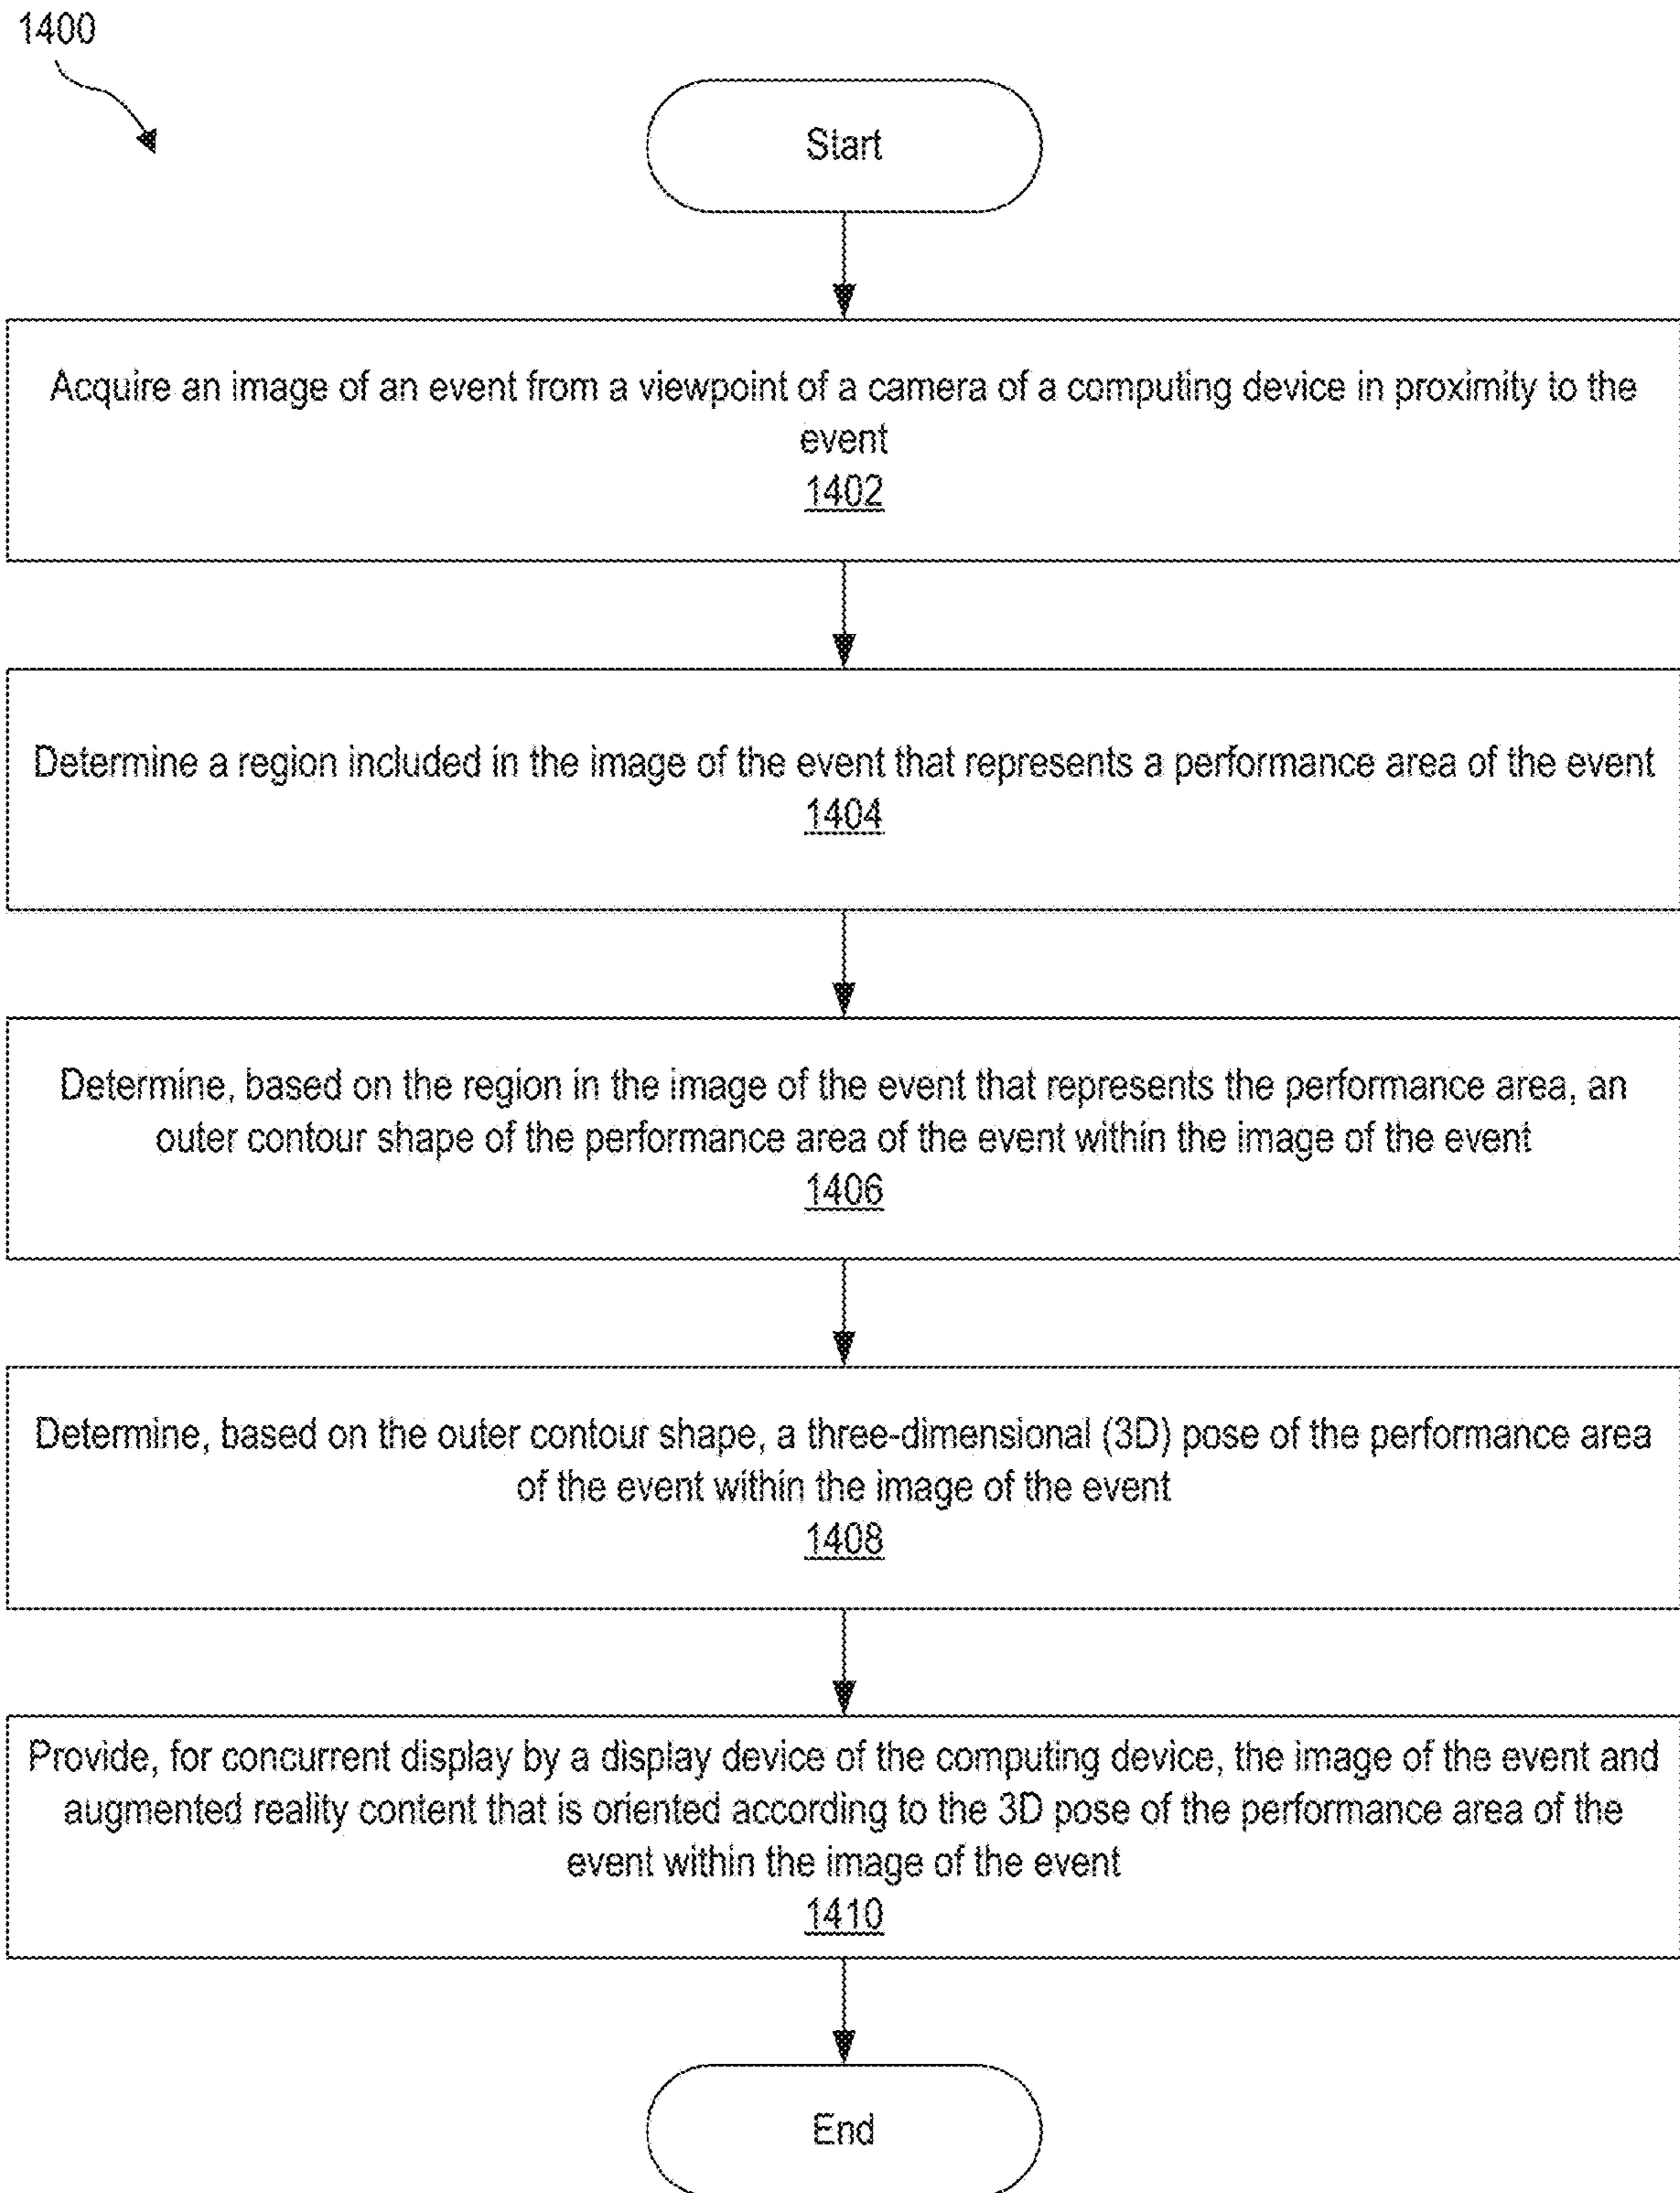 1400
Start
Acquire an image of an event from a viewpoint of a camera of a computing device in proximity to the
event
1402
Determine a region included in the image of the event that represents a performance area of the event
1404
Determine, based on the region in the image of the event that represents the performance area, an
outer contour shape of the performance area of the event within the image of the event
1406
Determine, based on the outer contour shape, a three-dimensional (3D) pose of the performance area
of the event within the image of the event
1408
Provide, for concurrent display by a display device of the computing device, the image of the event and
augmented reality content that is oriented according to the 3D pose of the performance area of the
event within the image of the event
1410
End